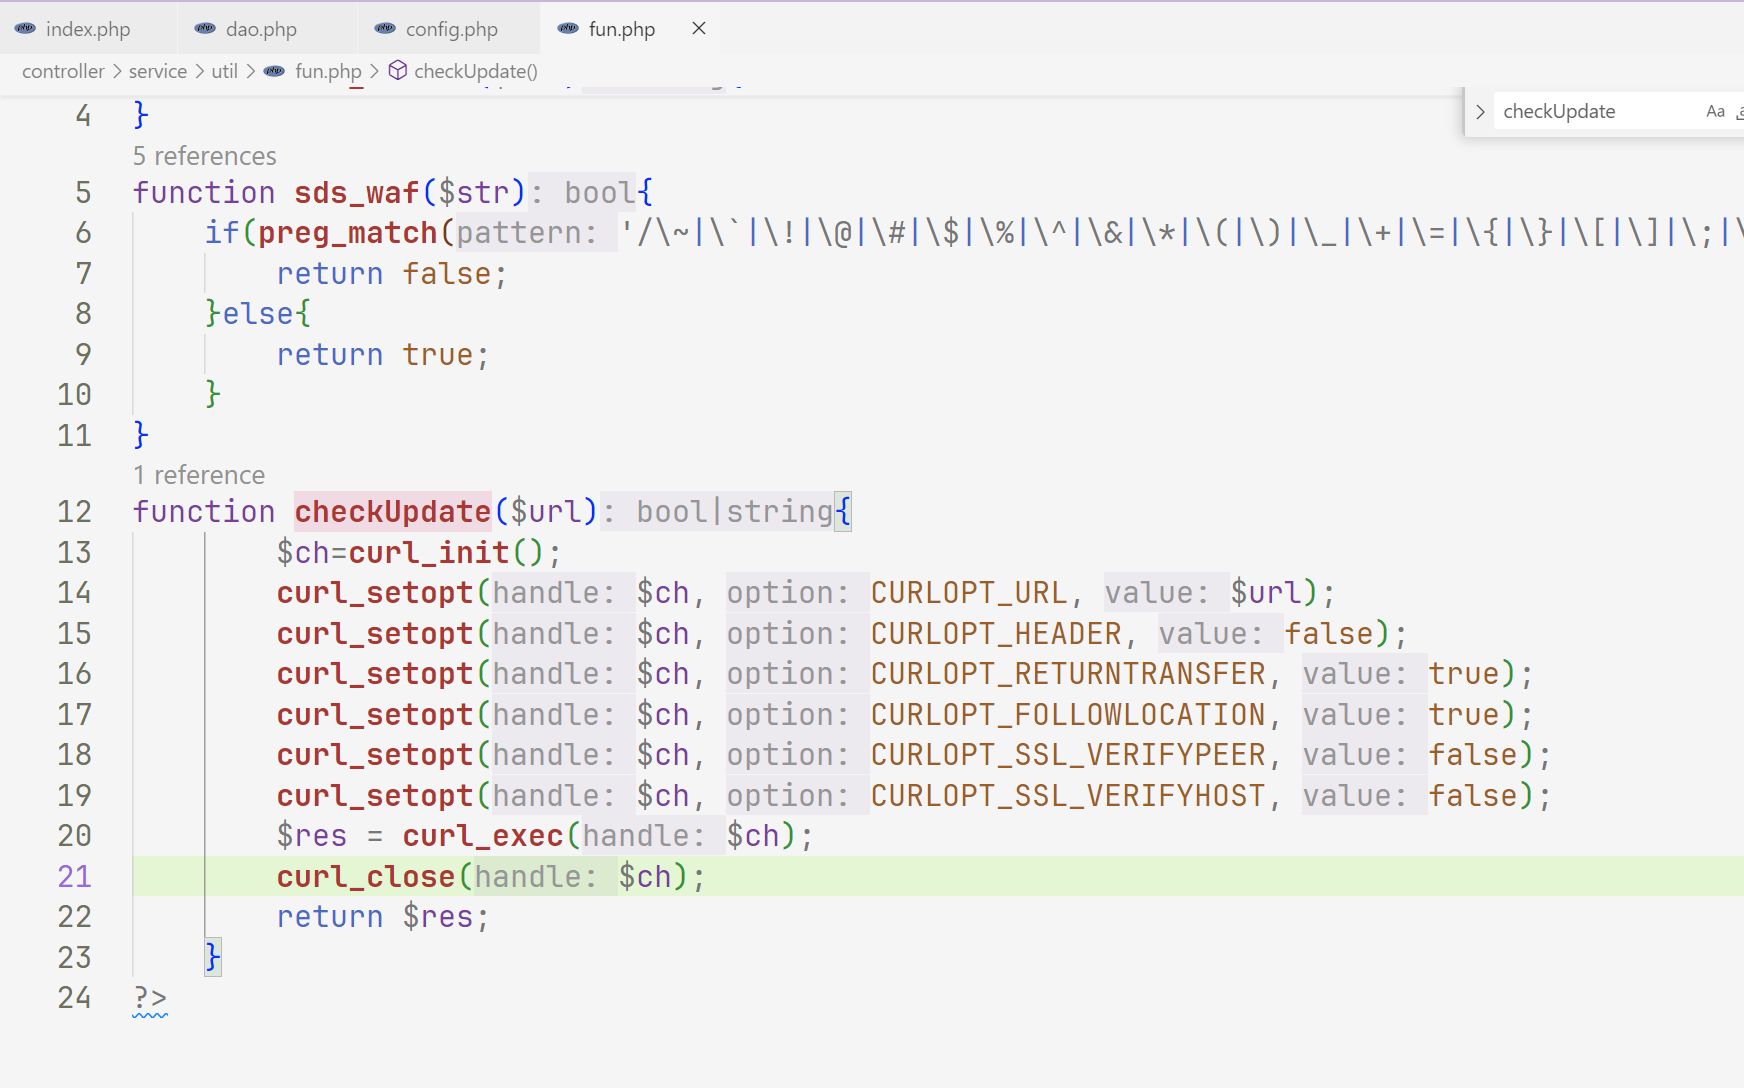 index.php dao.php config.php fun.php
controller > service > util > fun.php > checkUpdate()
checkUpdate Aa
4 }
5 references
5 function sds_waf($str): bool{
6 if(preg_match(pattern: '/\~|\`|\!|\@|\#|\$|\%|\^|\&|\*|\(|\)|\_|\+|\=|\{|\}|\[|\]|\;|\
7 return false;
8 }else{
9 return true;
10 }
11 }
1 reference
12 function checkUpdate($url): bool|string{
13 $ch=curl_init();
14 curl_setopt(handle: $ch, option: CURLOPT_URL, value: $url);
15 curl_setopt(handle: $ch, option: CURLOPT_HEADER, value: false);
16 curl_setopt(handle: $ch, option: CURLOPT_RETURNTRANSFER, value: true);
17 curl_setopt(handle: $ch, option: CURLOPT_FOLLOWLOCATION, value: true);
18 curl_setopt(handle: $ch, option: CURLOPT_SSL_VERIFYPEER, value: false);
19 curl_setopt(handle: $ch, option: CURLOPT_SSL_VERIFYHOST, value: false);
20 $res = curl_exec(handle: $ch);
21 curl_close(handle: $ch);
22 return $res;
23 }
24 ?>